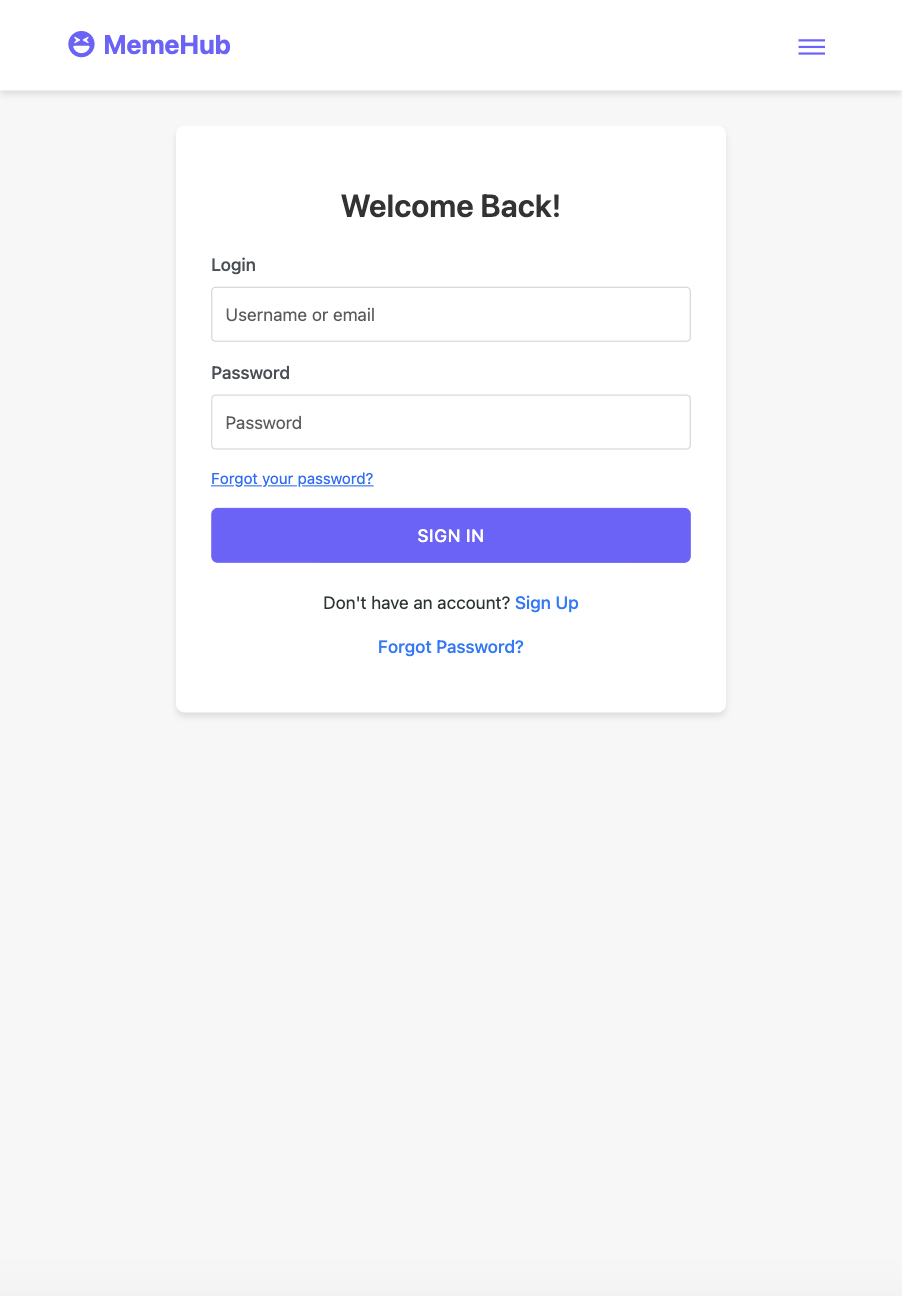 MemeHub
Welcome Back!
Login
Username or email
Password
Password
Forgot your password?
SIGN IN
Don't have an account? Sign Up
Forgot Password?